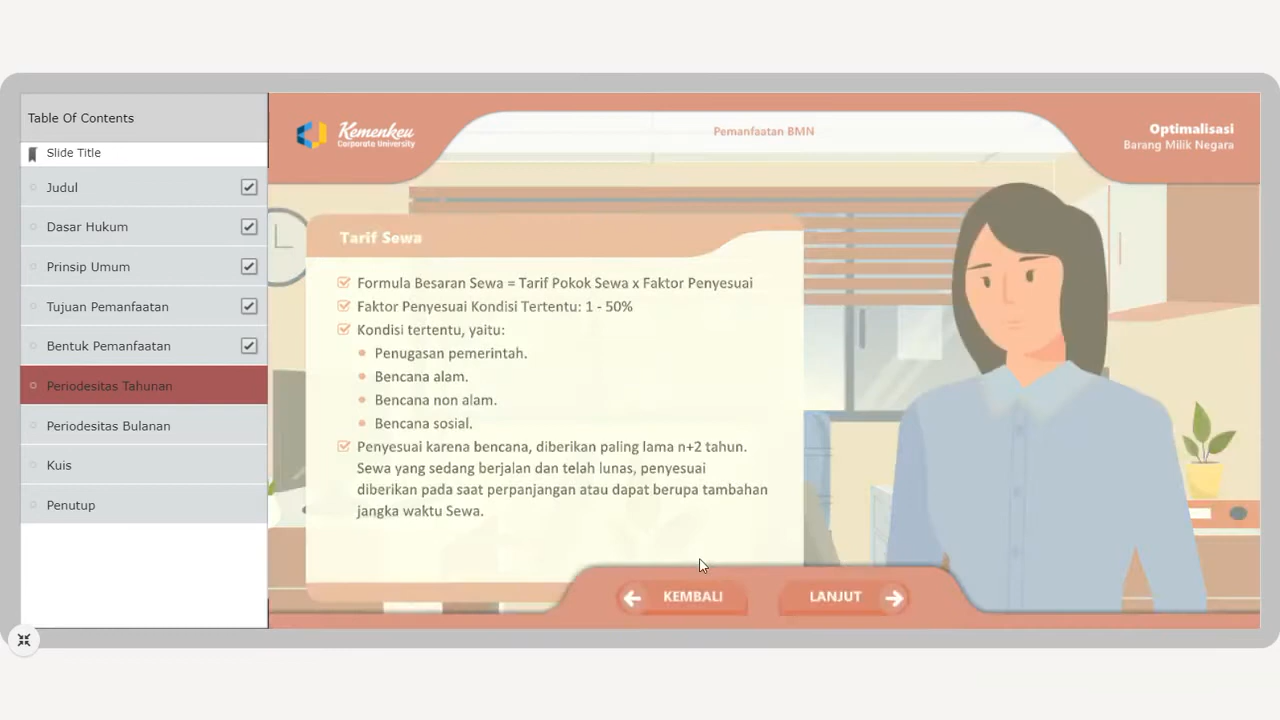 Table Of Contents
Slide Title
Judul
Dasar Hukum
Prinsip Umum
Tujuan Pemanfaatan
Bentuk Pemanfaatan
Periodesitas Tahunan
Periodesitas Bulanan
Kuis
Penutup
Kemenkeu
Corporate University
Pemanfaatan BMN
Optimalisasi
Barang Milik Negara
Tarif Sewa
Formula Besaran Sewa = Tarif Pokok Sewa x Faktor Penyesuai
Faktor Penyesuai Kondisi Tertentu: 1 - 50%
Kondisi tertentu, yaitu:
Penugasan pemerintah.
Bencana alam.
Bencana non alam.
Bencana sosial.
Penyesuai karena bencana, diberikan paling lama n+2 tahun.
Sewa yang sedang berjalan dan telah lunas, penyesuai
diberikan pada saat perpanjangan atau dapat berupa tambahan
jangka waktu Sewa.
KEMBALI
LANJUT